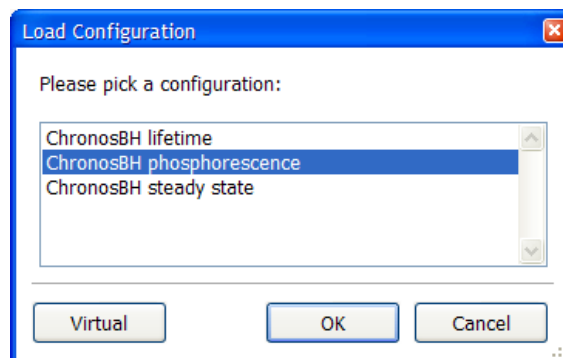 Load Configuration
Please pick a configuration:
ChronosBH lifetime
ChronosBH phosphorescence
ChronosBH steady state
Virtual OK Cancel